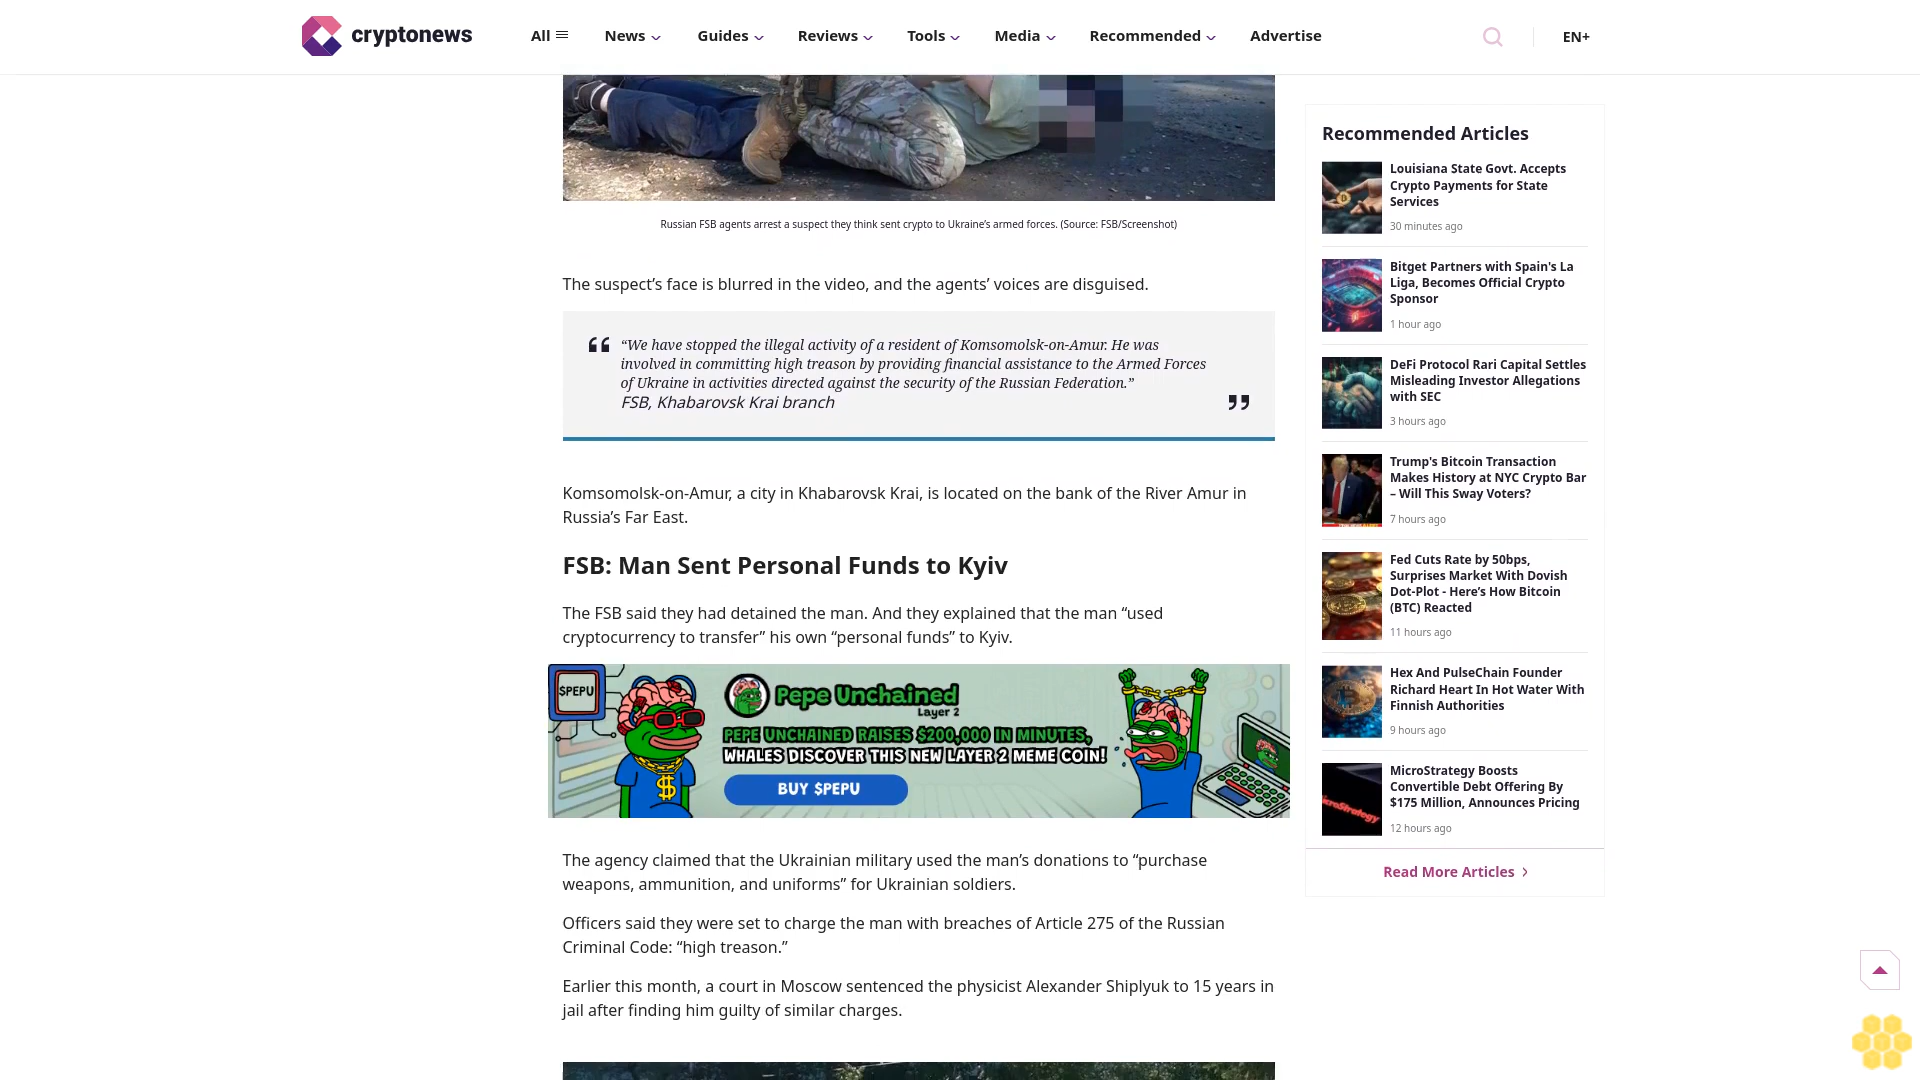 cryptonews
All
News
Guides
Reviews
Tools
Media
Recommended
Advertise
EN+
Russian FSB agents arrest a suspect they think sent crypto to Ukraine’s armed forces. (Source: FSB/Screenshot)
The suspect’s face is blurred in the video, and the agents’ voices are disguised.
“We have stopped the illegal activity of a resident of Komsomolsk-on-Amur. He was
involved in committing high treason by providing financial assistance to the Armed Forces
of Ukraine in activities directed against the security of the Russian Federation.”
FSB, Khabarovsk Krai branch
Komsomolsk-on-Amur, a city in Khabarovsk Krai, is located on the bank of the River Amur in
Russia’s Far East.
FSB: Man Sent Personal Funds to Kyiv
The FSB said they had detained the man. And they explained that the man “used
cryptocurrency to transfer” his own “personal funds” to Kyiv.
$PEPU
Pepe Unchained
Layer 2
PEPE UNCHAINED RAISES $200,000 IN MINUTES,
WHALES DISCOVER THIS NEW LAYER 2 MEME COIN!
BUY $PEPU
The agency claimed that the Ukrainian military used the man’s donations to “purchase
weapons, ammunition, and uniforms” for Ukrainian soldiers.
Officers said they were set to charge the man with breaches of Article 275 of the Russian
Criminal Code: “high treason.”
Earlier this month, a court in Moscow sentenced the physicist Alexander Shiplyuk to 15 years in
jail after finding him guilty of similar charges.
Recommended Articles
Louisiana State Govt. Accepts
Crypto Payments for State
Services
30 minutes ago
Bitget Partners with Spain's La
Liga, Becomes Official Crypto
Sponsor
1 hour ago
DeFi Protocol Rari Capital Settles
Misleading Investor Allegations
with SEC
3 hours ago
Trump's Bitcoin Transaction
Makes History at NYC Crypto Bar
– Will This Sway Voters?
7 hours ago
Fed Cuts Rate by 50bps,
Surprises Market With Dovish
Dot-Plot - Here’s How Bitcoin
(BTC) Reacted
11 hours ago
Hex And PulseChain Founder
Richard Heart In Hot Water With
Finnish Authorities
9 hours ago
MicroStrategy Boosts
Convertible Debt Offering By
$175 Million, Announces Pricing
12 hours ago
Read More Articles